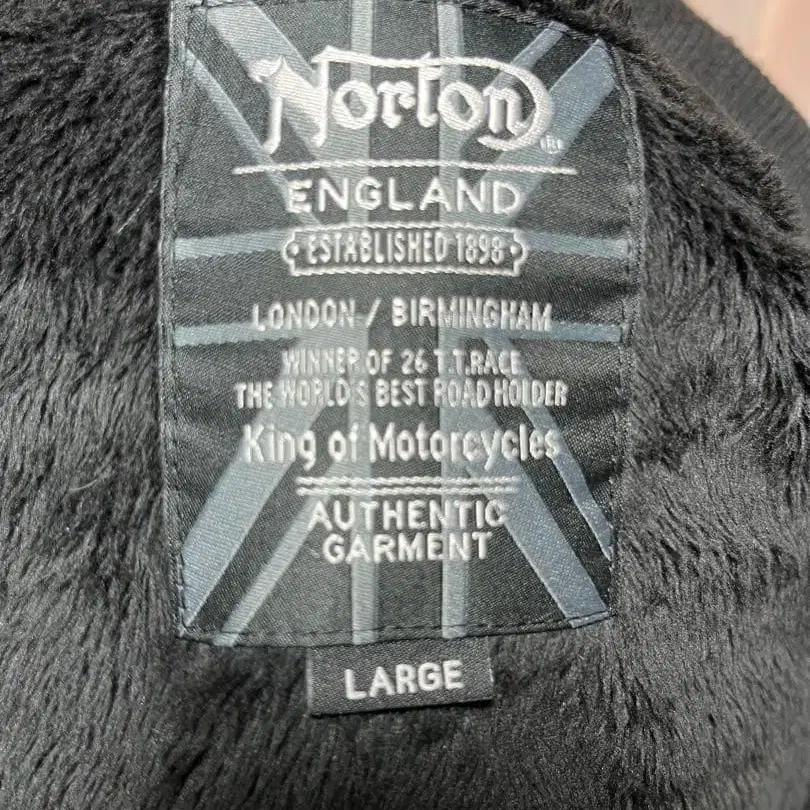 Norton®
ENGLAND
ESTABLISHED 1898
LONDON / BIRMINGHAM
WINNER OF 26 T.T.RACE
THE WORLD'S BEST ROAD HOLDER
King of Motorcycles
AUTHENTIC
GARMENT
LARGE